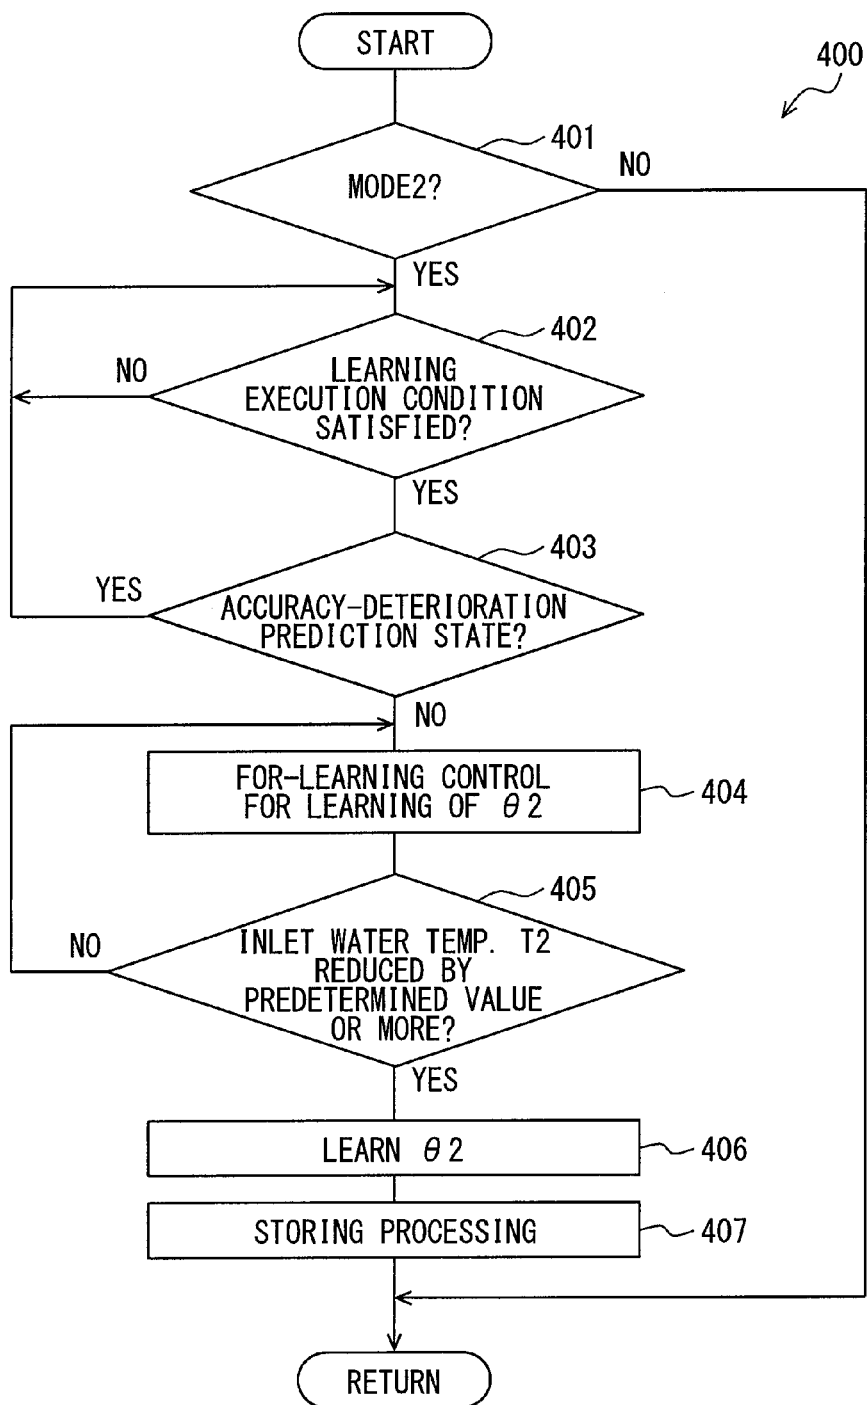 START
400
401
MODE2?
NO
YES
402
NO
LEARNING
EXECUTION CONDITION
SATISFIED?
YES
403
YES
ACCURACY-DETERIORATION
PREDICTION STATE?
NO
FOR-LEARNING CONTROL
FOR LEARNING OF θ2
404
405
NO
INLET WATER TEMP. T2
REDUCED BY
PREDETERMINED VALUE
OR MORE?
YES
LEARN θ2
406
STORING PROCESSING
407
RETURN